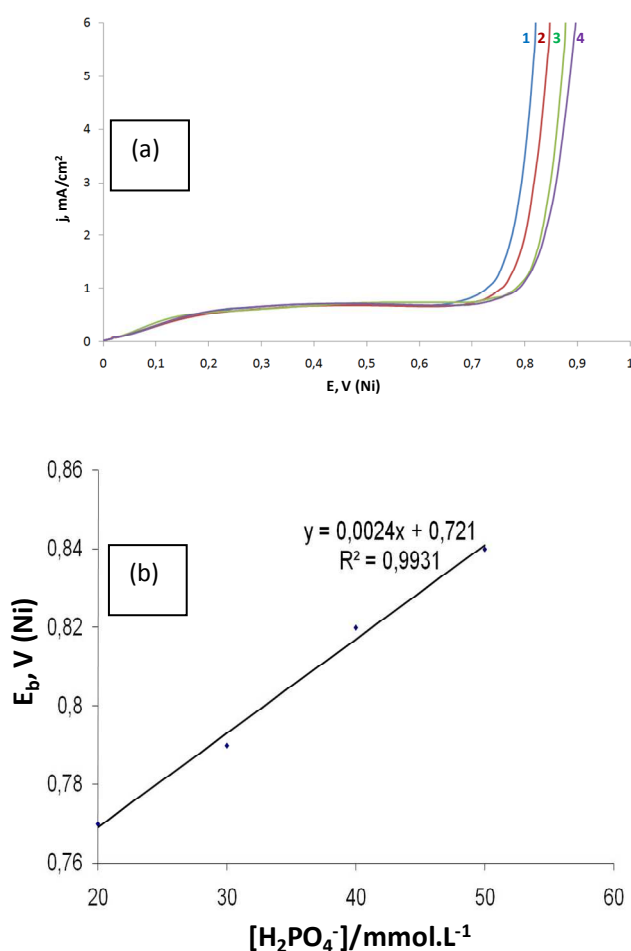 6
5
4
3
2
1
0
j, mA/cm²
(a)
1 2 3 4
0 0,1 0,2 0,3 0,4 0,5 0,6 0,7 0,8 0,9 1
E, V (Ni)
0,86
0,84
0,82
0,8
0,78
0,76
E_b, V (Ni)
(b)
y = 0,0024x + 0,721
R² = 0,9931
20 30 40 50 60
[H₂PO₄⁻]/mmol.L⁻¹